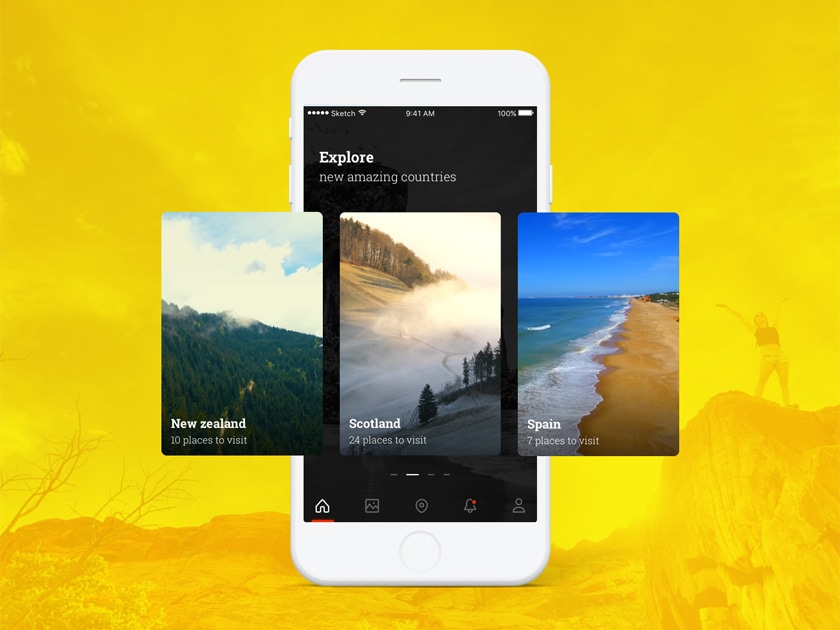 Sketch 9:41 AM 100%
Explore
new amazing countries
New zealand
10 places to visit
Scotland
24 places to visit
Spain
7 places to visit